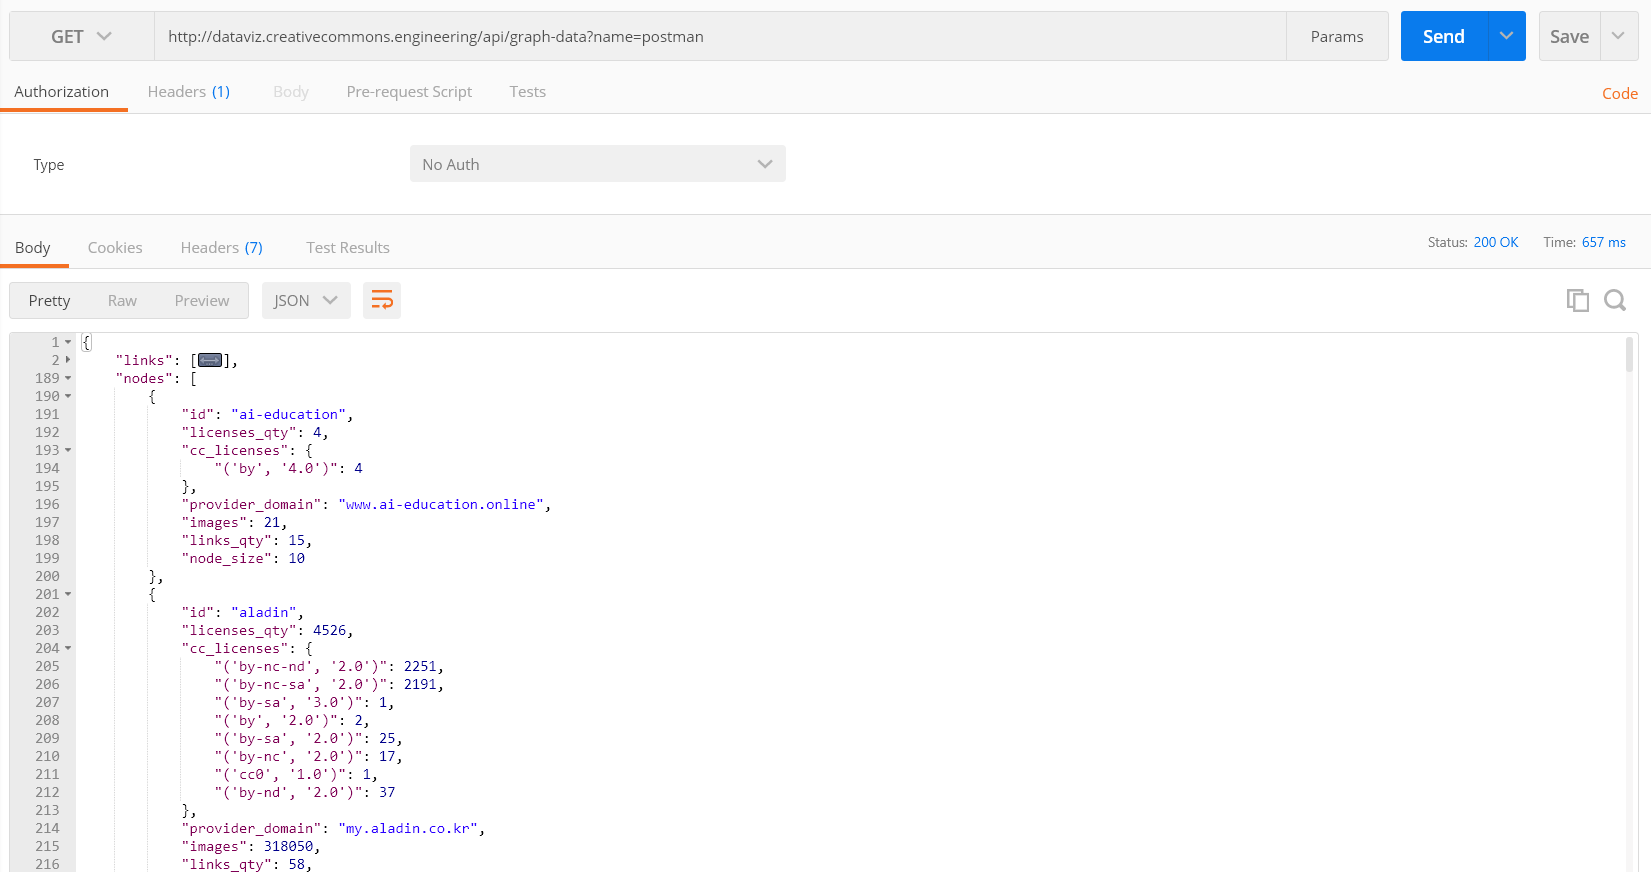 GET http://dataviz.creativecommons.engineering/api/graph-data?name=postman Params Send Save
Authorization Headers (1) Body Pre-request Script Tests Code
Type No Auth
Body Cookies Headers (7) Test Results Status: 200 OK Time: 657 ms
Pretty Raw Preview JSON
1 {
2 "links": [],
189 "nodes": [
190 {
191 "id": "ai-education",
192 "licenses_qty": 4,
193 "cc_licenses": {
194 "('by', '4.0')": 4
195 },
196 "provider_domain": "www.ai-education.online",
197 "images": 21,
198 "links_qty": 15,
199 "node_size": 10
200 },
201 {
202 "id": "aladin",
203 "licenses_qty": 4526,
204 "cc_licenses": {
205 "('by-nc-nd', '2.0')": 2251,
206 "('by-nc-sa', '2.0')": 2191,
207 "('by-sa', '3.0')": 1,
208 "('by', '2.0')": 2,
209 "('by-sa', '2.0')": 25,
210 "('by-nc', '2.0')": 17,
211 "('cc0', '1.0')": 1,
212 "('by-nd', '2.0')": 37
213 },
214 "provider_domain": "my.aladin.co.kr",
215 "images": 318050,
216 "links_qty": 58,